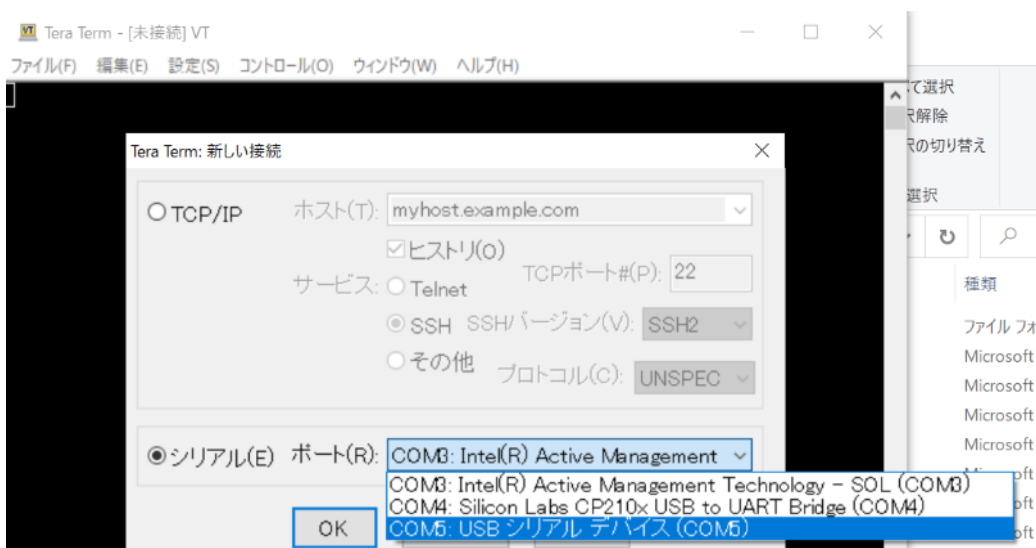 Tera Term - [未接続] VT
ファイル(F) 編集(E) 設定(S) コントロール(O) ウィンドウ(W) ヘルプ(H)
て選択
択解除
択の切り替え
選択
Tera Term: 新しい接続
TCP/IP
ホスト(T): myhost.example.com
ヒストリ(O)
サービス: Telnet
TCPポート#(P): 22
SSH SSHバージョン(V): SSH2
その他
プロトコル(C): UNSPEC
種類
ファイル フォ
Microsoft
Microsoft
Microsoft
Microsoft
シリアル(E) ポート(R): COM3: Intel(R) Active Management
COM3: Intel(R) Active Management Technology - SOL (COM3)
COM4: Silicon Labs CP210x USB to UART Bridge (COM4)
COM5: USB シリアル デバイス (COM5)
OK